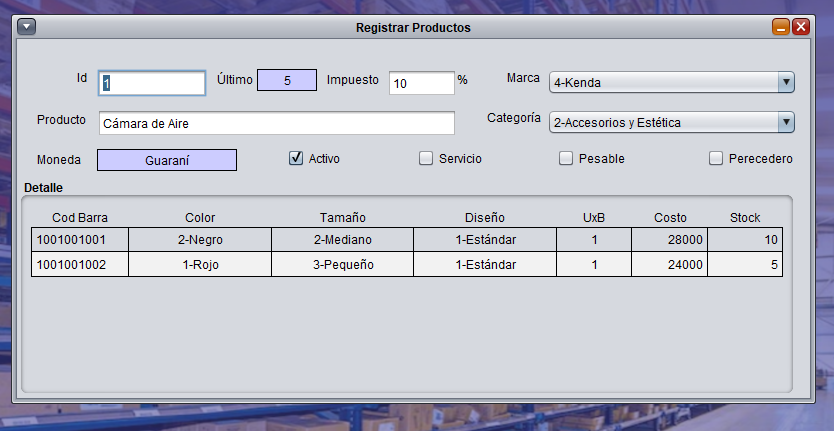 Registrar Productos
Id 1 Último 5 Impuesto 10 % Marca 4-Kenda
Producto Cámara de Aire Categoría 2-Accesorios y Estética
Moneda Guaraní Activo Servicio Pesable Perecedero
Detalle
Cod Barra Color Tamaño Diseño UxB Costo Stock
1001001001 2-Negro 2-Mediano 1-Estándar 1 28000 10
1001001002 1-Rojo 3-Pequeño 1-Estándar 1 24000 5